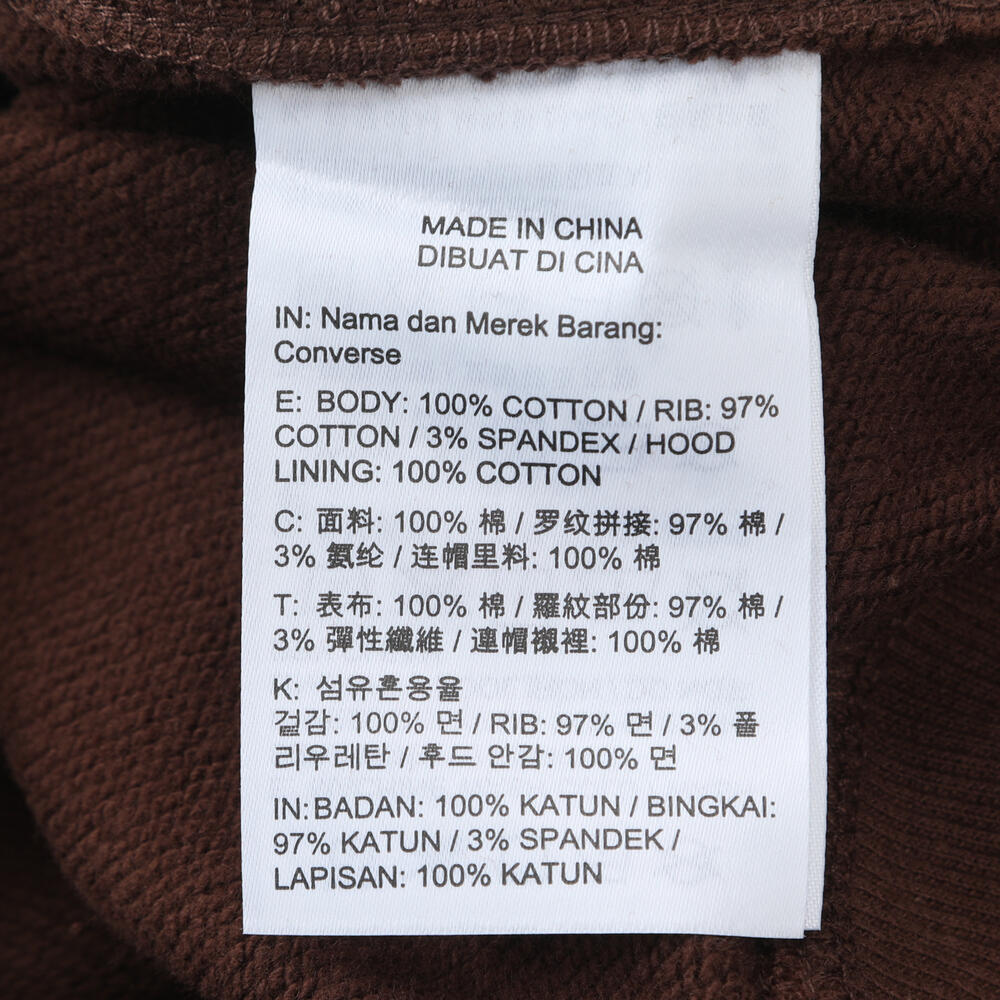 MADE IN CHINA
DIBUAT DI CINA
IN: Nama dan Merek Barang:
Converse
E: BODY: 100% COTTON / RIB: 97%
COTTON / 3% SPANDEX / HOOD
LINING: 100% COTTON
C: 面料: 100% 棉 / 罗纹拼接: 97% 棉 /
3% 氨纶 / 连帽里料: 100% 棉
T: 表布: 100% 棉 / 羅紋部份: 97% 棉 /
3% 彈性纖維 / 連帽襯裡: 100% 棉
K: 섬유혼용율
겉감: 100% 면 / RIB: 97% 면 / 3% 폴
리우레탄 / 후드 안감: 100% 면
IN: BADAN: 100% KATUN / BINGKAI:
97% KATUN / 3% SPANDEK /
LAPISAN: 100% KATUN